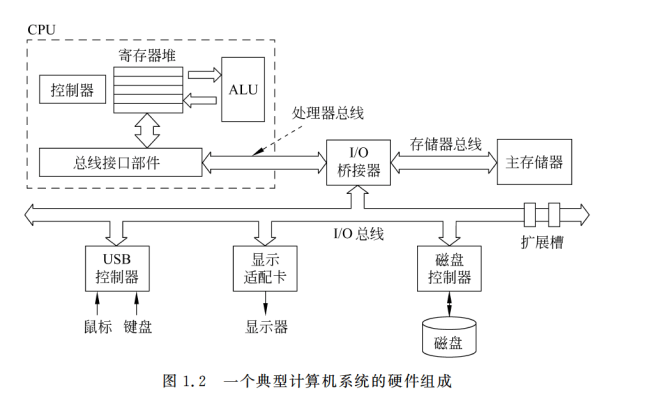 CPU
寄存器堆
控制器
ALU
处理器总线
总线接口部件
I/O
桥接器
存储器总线
主存储器
I/O 总线
扩展槽
USB
控制器
显示
适配卡
磁盘
控制器
鼠标
键盘
显示器
磁盘
图 1.2 一个典型计算机系统的硬件组成